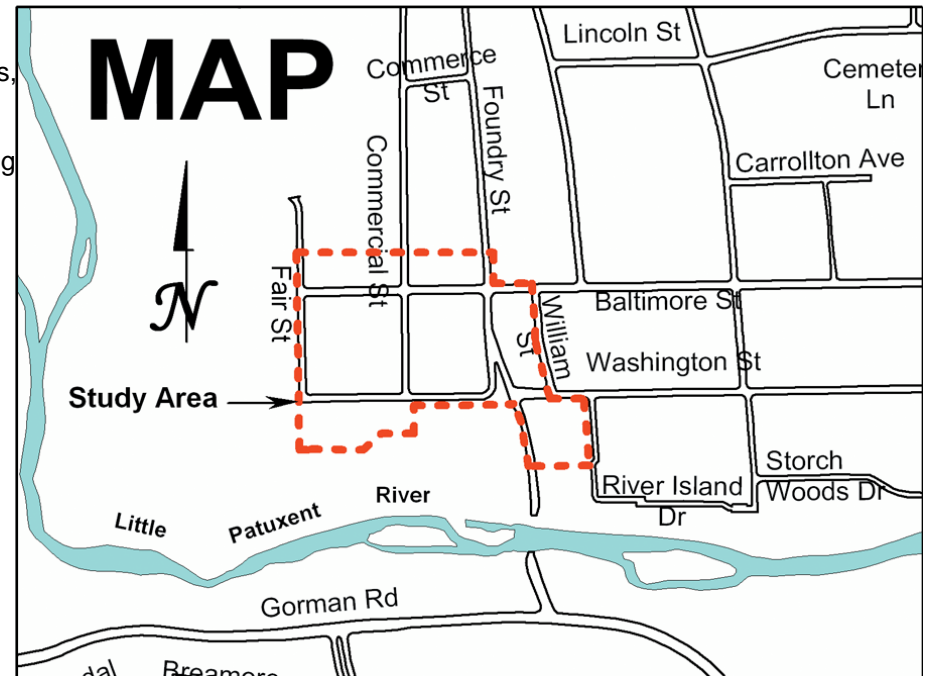 MAP
s,
g
N
Commerce
St
Lincoln St
Cemeter
Ln
Foundry St
Commercial St
Carrollton Ave
Fair St
Baltimore St
William
St
Washington St
Study Area
Storch
Woods Dr
River Island
Dr
Little
Patuxent
River
Gorman Rd
dal
Breamore